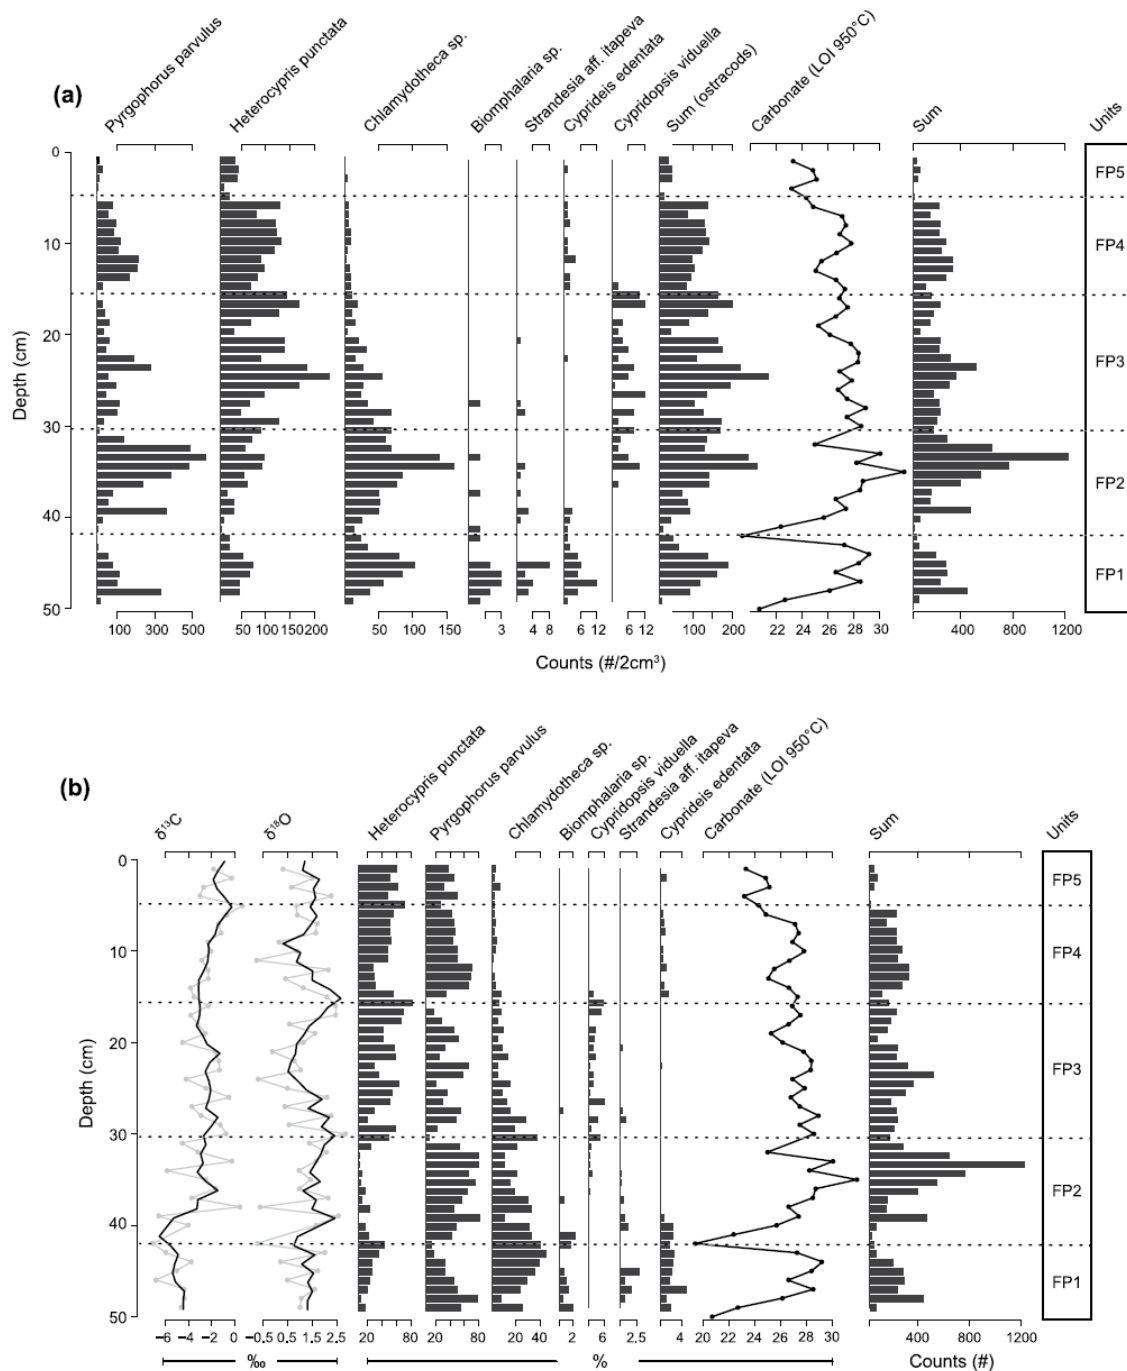 (a)
Pyrgophorus parvulus
Heterocypris punctata
Chlamydotheca sp.
Biomphalaria sp.
Strandesia aff. itapeva
Cyprideis edentata
Cypridopsis viduella
Sum (ostracods)
Carbonate (LOI 950°C)
Sum
Units
Depth (cm)
0
10
20
30
40
50
FP5
FP4
FP3
FP2
FP1
100 300 500
50 100 150 200
50 100 150
3
4 8
6 12
6 12
100 200
22 24 26 28 30
400 800 1200
Counts (#/2cm³)
(b)
δ¹³C
δ¹⁸O
Heterocypris punctata
Pyrgophorus parvulus
Chlamydotheca sp.
Biomphalaria sp.
Cypridopsis viduella
Strandesia aff. itapeva
Cyprideis edentata
Carbonate (LOI 950°C)
Sum
Units
Depth (cm)
0
10
20
30
40
50
FP5
FP4
FP3
FP2
FP1
−6 −4 −2 0
−0,5 0,5 1.5 2.5
20 40 60 80
20 40 60 80
20 40
2
6
2.5
4
20 22 24 26 28 30
400 800 1200
‰
%
Counts (#)